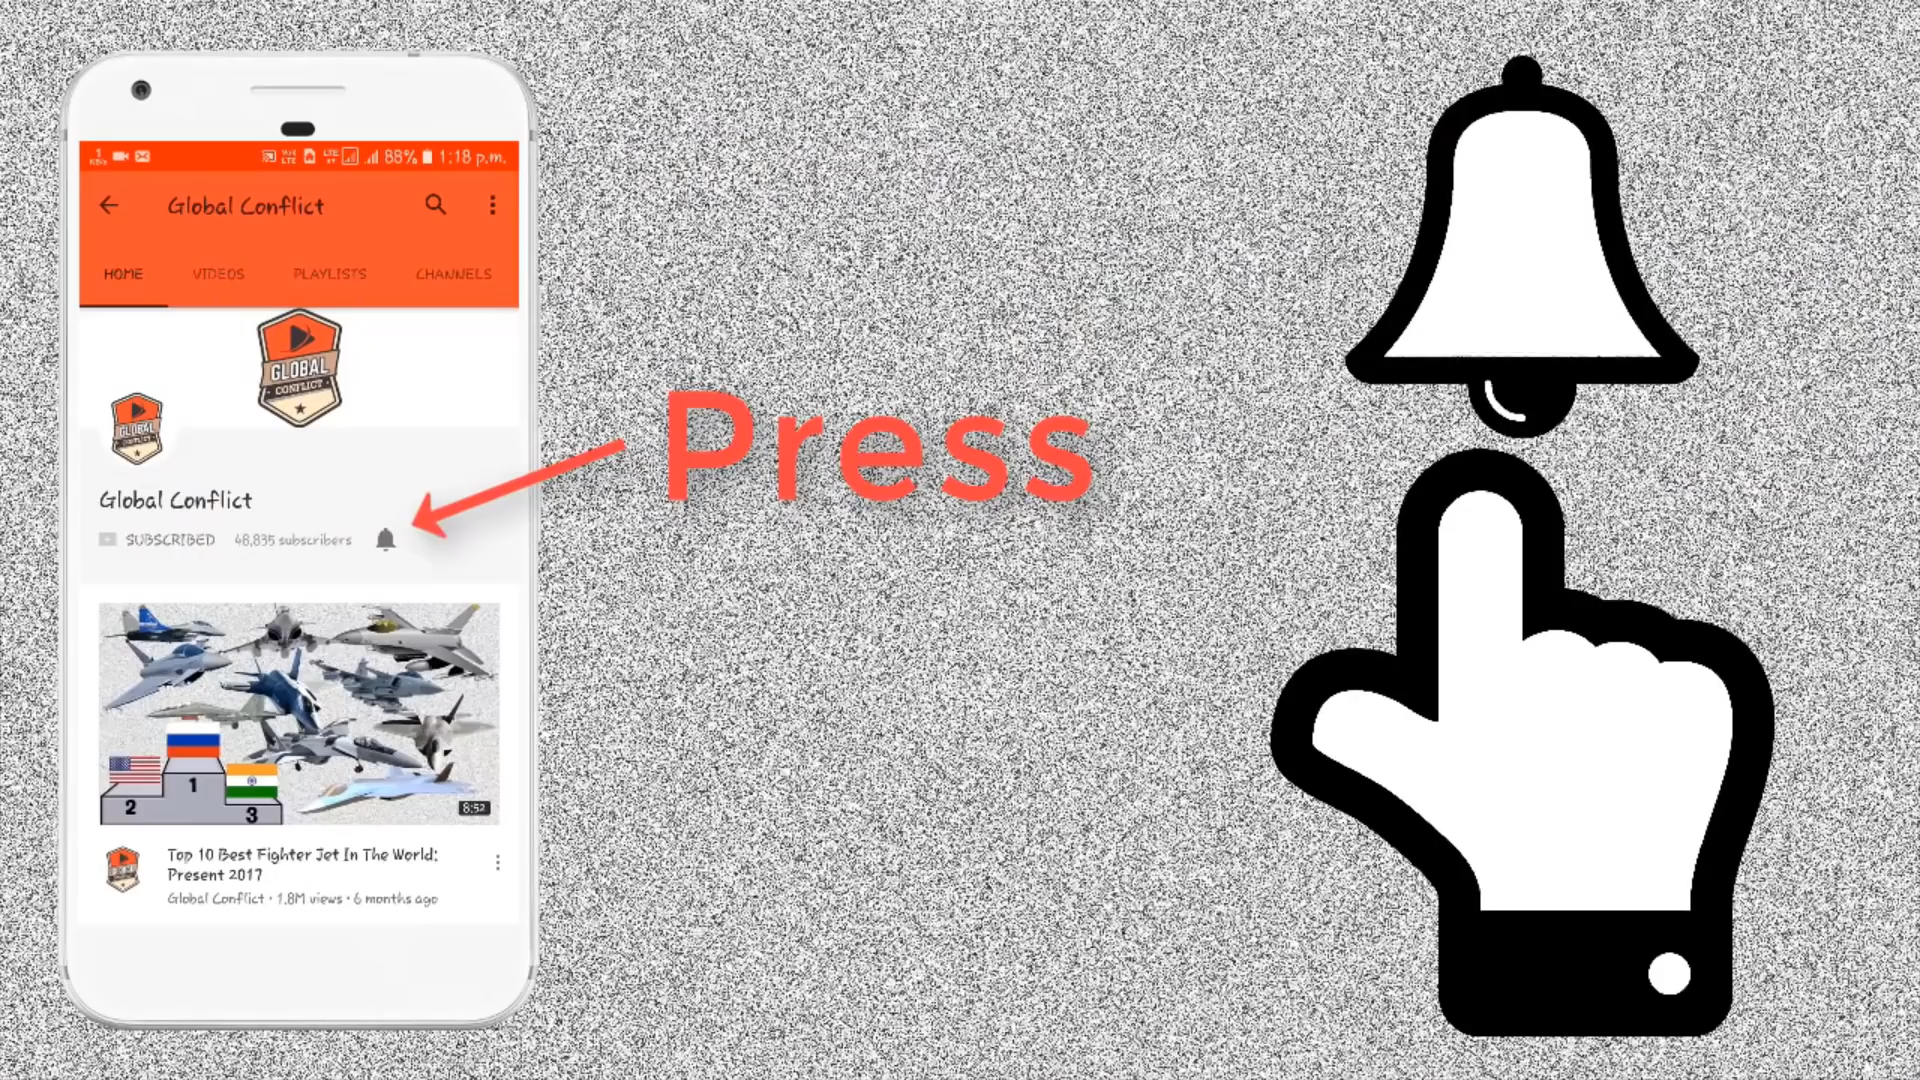 88% 1:18 p.m.
Global Conflict
HOME VIDEOS PLAYLISTS CHANNELS
GLOBAL
CONFLICT
GLOBAL
CONFLICT
Press
Global Conflict
SUBSCRIBED 48,835 subscribers
1
2
3
8:52
Top 10 Best Fighter Jet In The World:
Present 2017
Global Conflict · 1.8M views · 6 months ago